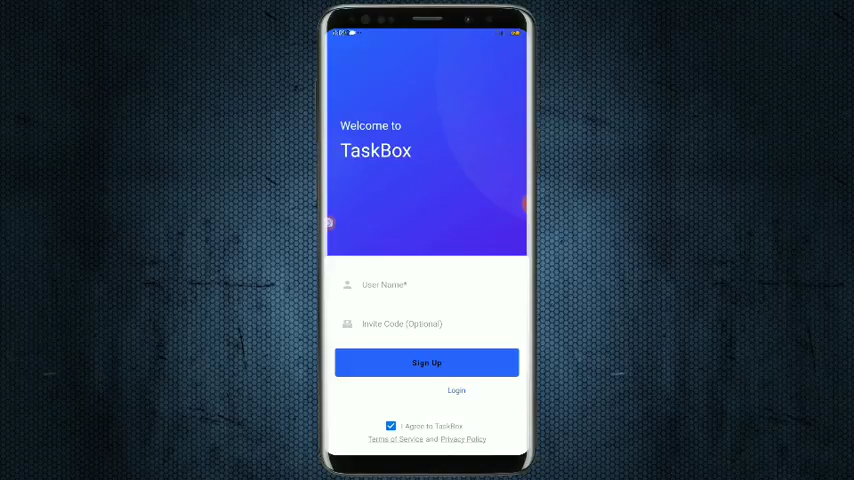 Welcome to
TaskBox
User Name*
Invite Code (Optional)
Sign Up
Login
I Agree to TaskBox
Terms of Service and Privacy Policy